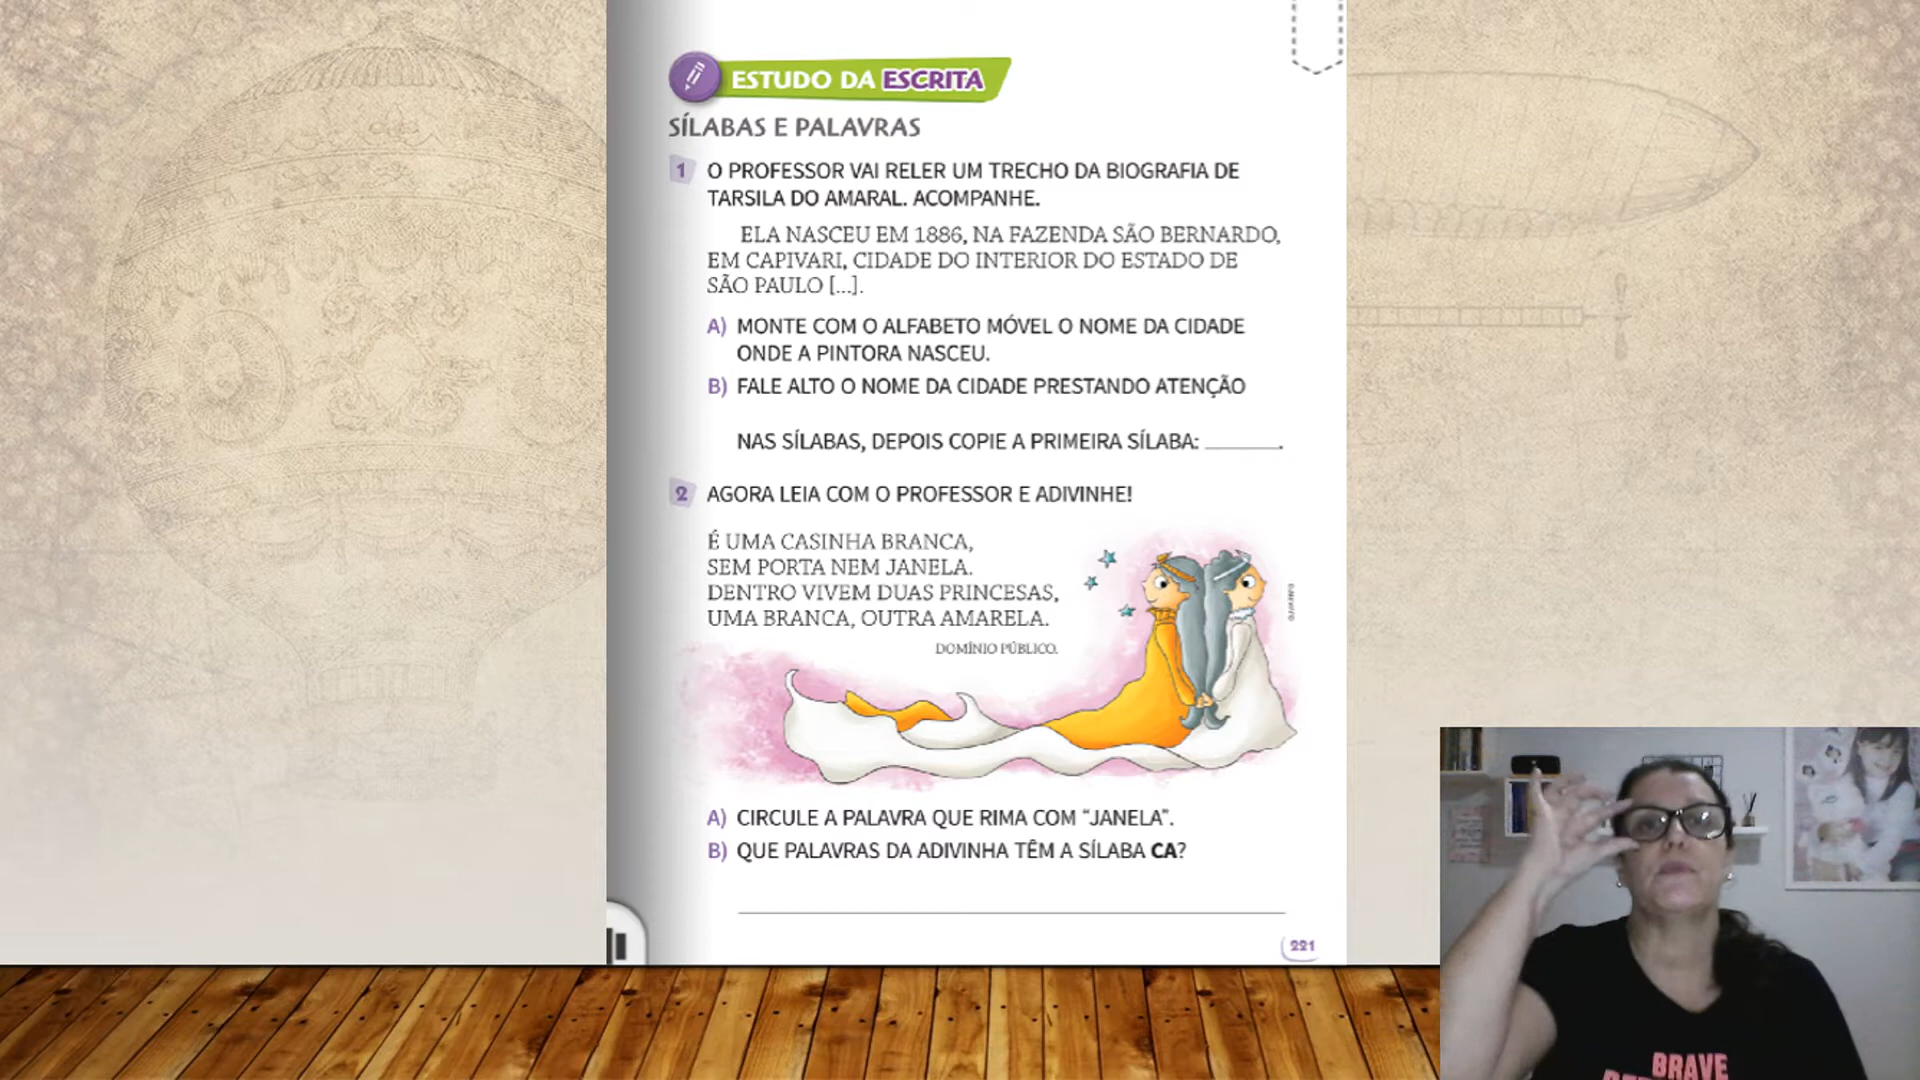 ESTUDO DA ESCRITA
SÍLABAS E PALAVRAS
1 O PROFESSOR VAI RELER UM TRECHO DA BIOGRAFIA DE
TARSILA DO AMARAL. ACOMPANHE.
ELA NASCEU EM 1886, NA FAZENDA SÃO BERNARDO,
EM CAPIVARI, CIDADE DO INTERIOR DO ESTADO DE
SÃO PAULO [...].
A) MONTE COM O ALFABETO MÓVEL O NOME DA CIDADE
ONDE A PINTORA NASCEU.
B) FALE ALTO O NOME DA CIDADE PRESTANDO ATENÇÃO
NAS SÍLABAS, DEPOIS COPIE A PRIMEIRA SÍLABA: ________.
2 AGORA LEIA COM O PROFESSOR E ADIVINHE!
É UMA CASINHA BRANCA,
SEM PORTA NEM JANELA.
DENTRO VIVEM DUAS PRINCESAS,
UMA BRANCA, OUTRA AMARELA.
DOMÍNIO PÚBLICO.
A) CIRCULE A PALAVRA QUE RIMA COM “JANELA”.
B) QUE PALAVRAS DA ADIVINHA TÊM A SÍLABA CA?
221
BRAVE